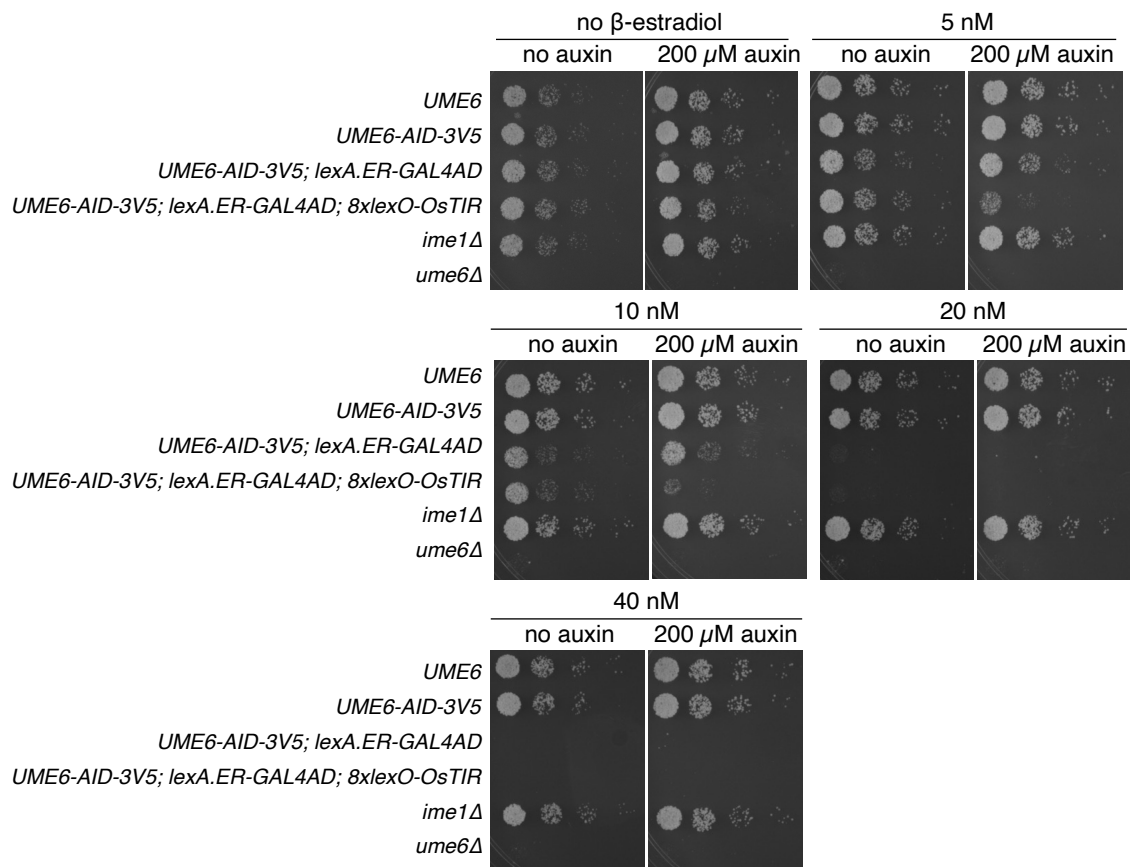 no β-estradiol 5 nM
no auxin 200 µM auxin no auxin 200 µM auxin
UME6
UME6-AID-3V5
UME6-AID-3V5; lexA.ER-GAL4AD
UME6-AID-3V5; lexA.ER-GAL4AD; 8xlexO-OsTIR
ime1Δ
ume6Δ
10 nM 20 nM
no auxin 200 µM auxin no auxin 200 µM auxin
UME6
UME6-AID-3V5
UME6-AID-3V5; lexA.ER-GAL4AD
UME6-AID-3V5; lexA.ER-GAL4AD; 8xlexO-OsTIR
ime1Δ
ume6Δ
40 nM
no auxin 200 µM auxin
UME6
UME6-AID-3V5
UME6-AID-3V5; lexA.ER-GAL4AD
UME6-AID-3V5; lexA.ER-GAL4AD; 8xlexO-OsTIR
ime1Δ
ume6Δ